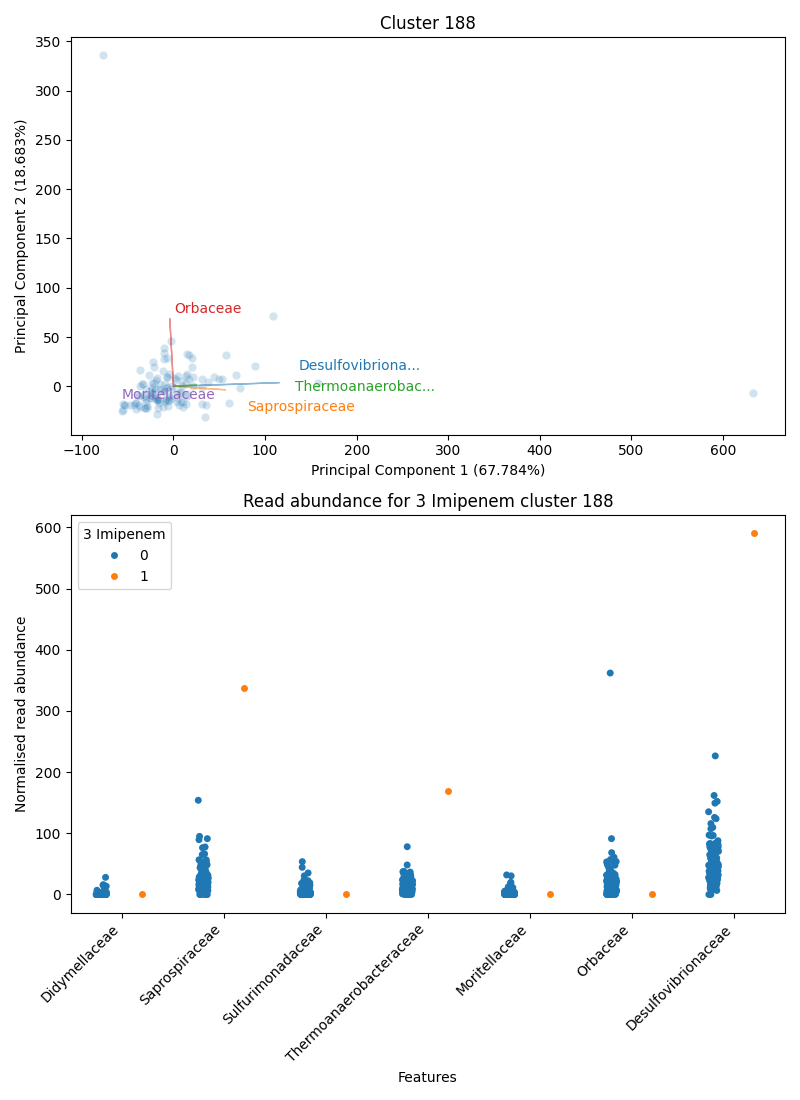 Cluster 188
350
300
250
200
150
100
50
0
Principal Component 2 (18.683%)
Orbaceae
Desulfovibriona...
Thermoanaerobac...
Moritellaceae
Saprospiraceae
−100 0 100 200 300 400 500 600
Principal Component 1 (67.784%)
Read abundance for 3 Imipenem cluster 188
3 Imipenem
0
1
600
500
400
300
200
100
0
Normalised read abundance
Didymellaceae
Saprospiraceae
Sulfurimonadaceae
Thermoanaerobacteraceae
Moritellaceae
Orbaceae
Desulfovibrionaceae
Features